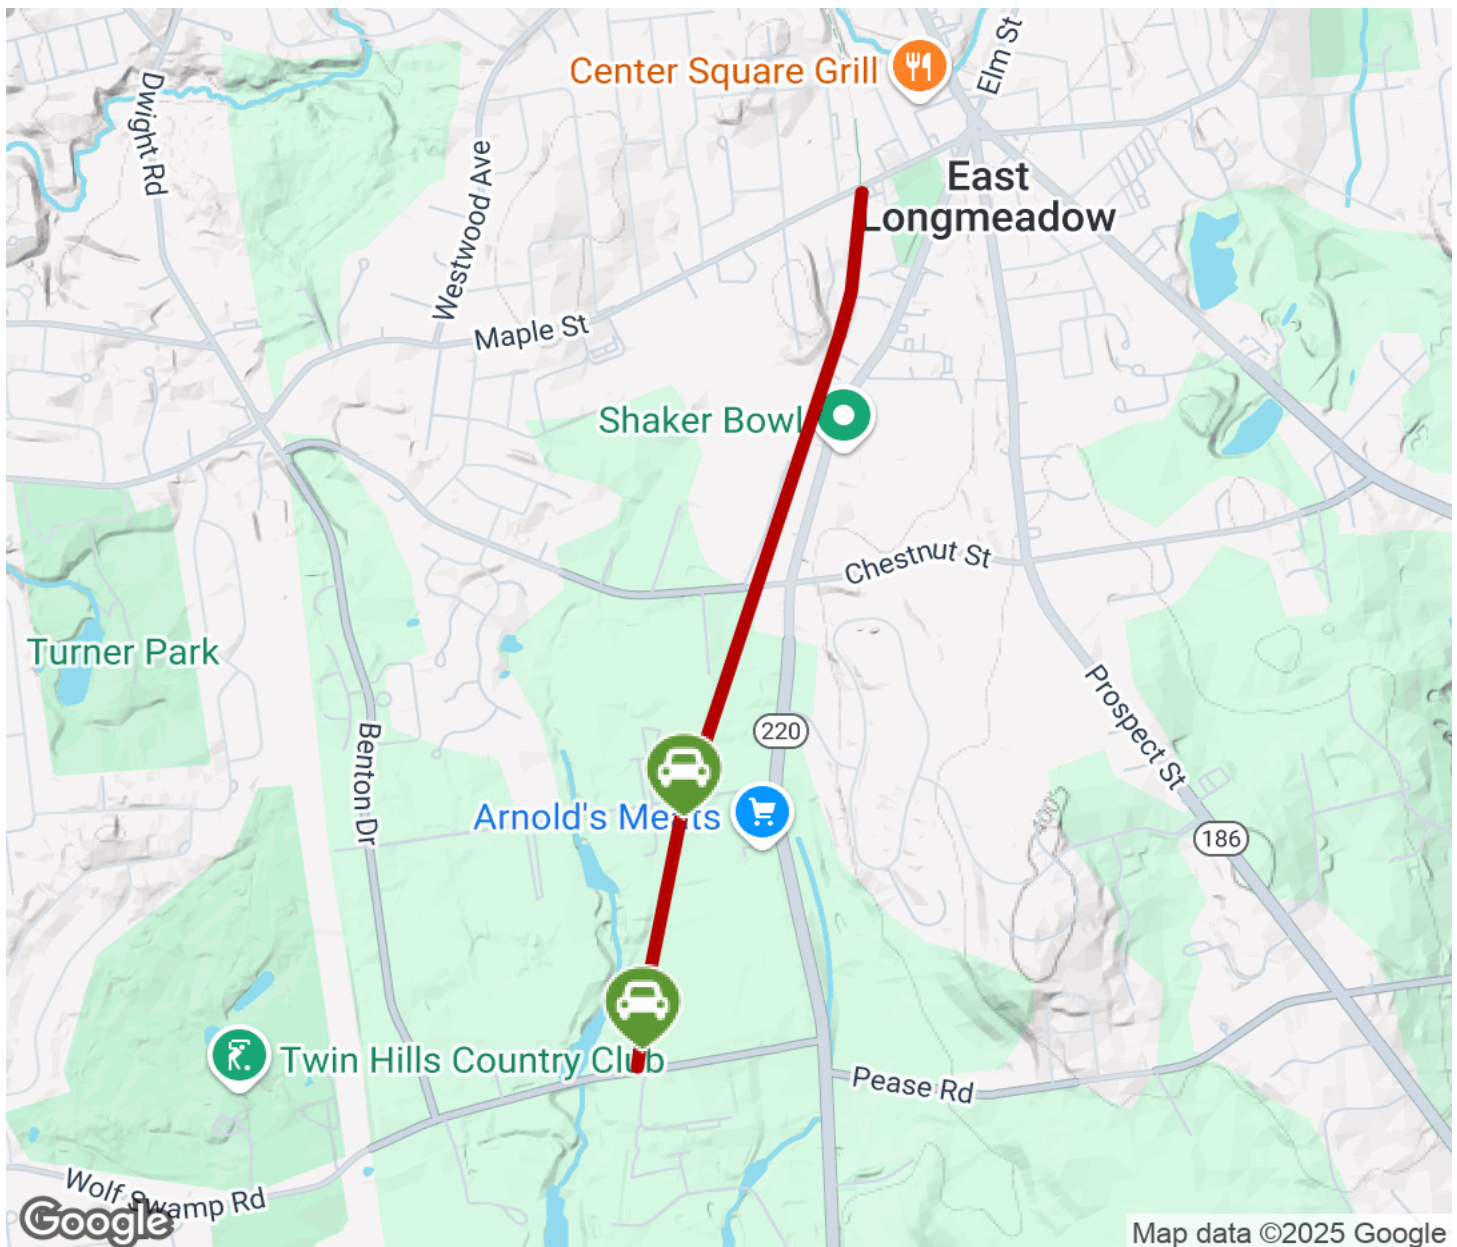 Center Square Grill
Elm St
Dwight Rd
Westwood Ave
East
Longmeadow
Maple St
Shaker Bowl
Chestnut St
Turner Park
Prospect St
220
Benton Dr
Arnold's Meats
186
Twin Hills Country Club
Pease Rd
Wolf Swamp Rd
Google
Map data ©2025 Google